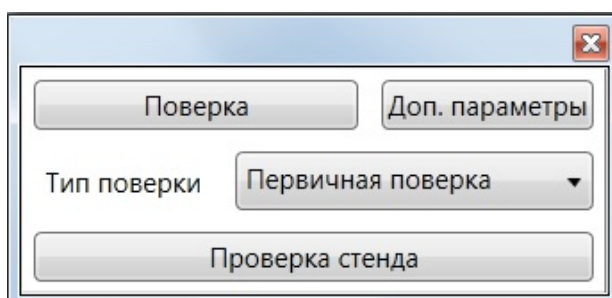 Поверка Доп. параметры
Тип поверки Первичная поверка
Проверка стенда